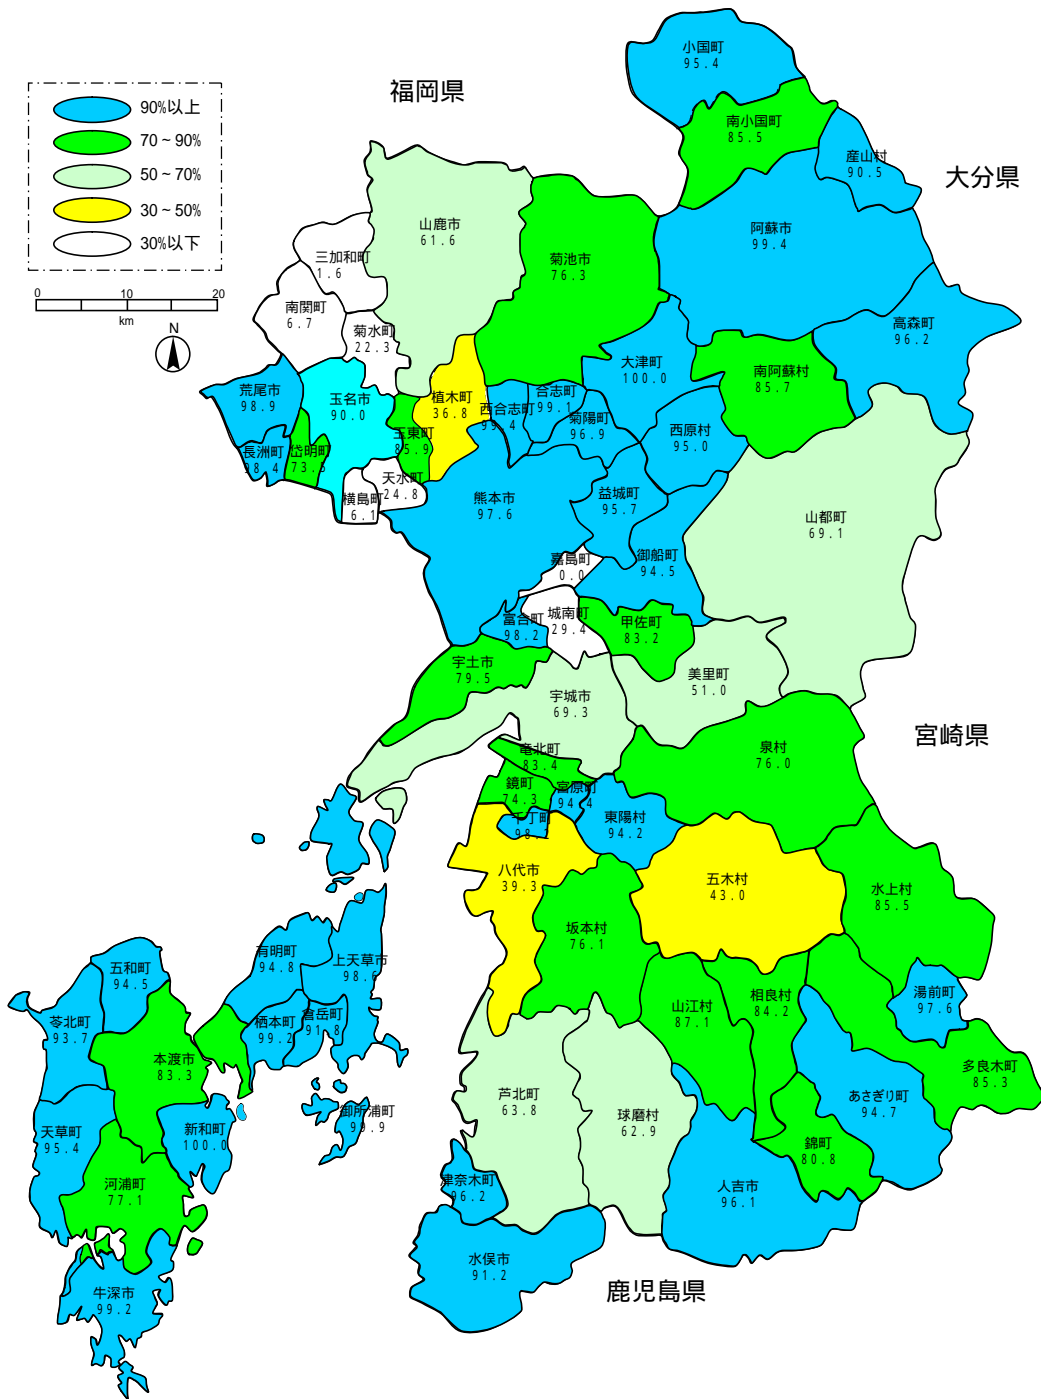 小国町
95.4
福岡県
90%以上
70～90%
50～70%
30～50%
30%以下
0
10
20
km
N
南小国町
85.5
産山村
90.5
大分県
山鹿市
61.6
阿蘇市
99.4
三加和町
1.6
菊池市
76.3
南関町
6.7
菊水町
22.3
高森町
96.2
大津町
100.0
南阿蘇村
85.7
荒尾市
98.9
玉名市
90.0
植木町
36.8
西合志町
99.4
合志町
99.1
菊陽町
96.9
西原村
95.0
長洲町
98.4
岱明町
73.5
玉東町
85.9
天水町
24.8
横島町
6.1
熊本市
97.6
益城町
95.7
山都町
69.1
嘉島町
0.0
御船町
94.5
富合町
98.2
城南町
29.4
甲佐町
83.2
宇土市
79.5
美里町
51.0
宇城市
69.3
宮崎県
竜北町
83.4
泉村
76.0
鏡町
74.3
宮原町
94.4
千丁町
98.2
東陽村
94.2
八代市
39.3
五木村
43.0
水上村
85.5
坂本村
76.1
有明町
94.8
上天草市
98.6
五和町
94.5
苓北町
93.7
栖本町
99.2
倉岳町
91.8
山江村
87.1
相良村
84.2
湯前町
97.6
本渡市
83.3
多良木町
85.3
芦北町
63.8
球磨村
62.9
あさぎり町
94.7
御所浦町
99.9
天草町
95.4
新和町
100.0
錦町
80.8
河浦町
77.1
津奈木町
96.2
人吉市
96.1
水俣市
91.2
牛深市
99.2
鹿児島県